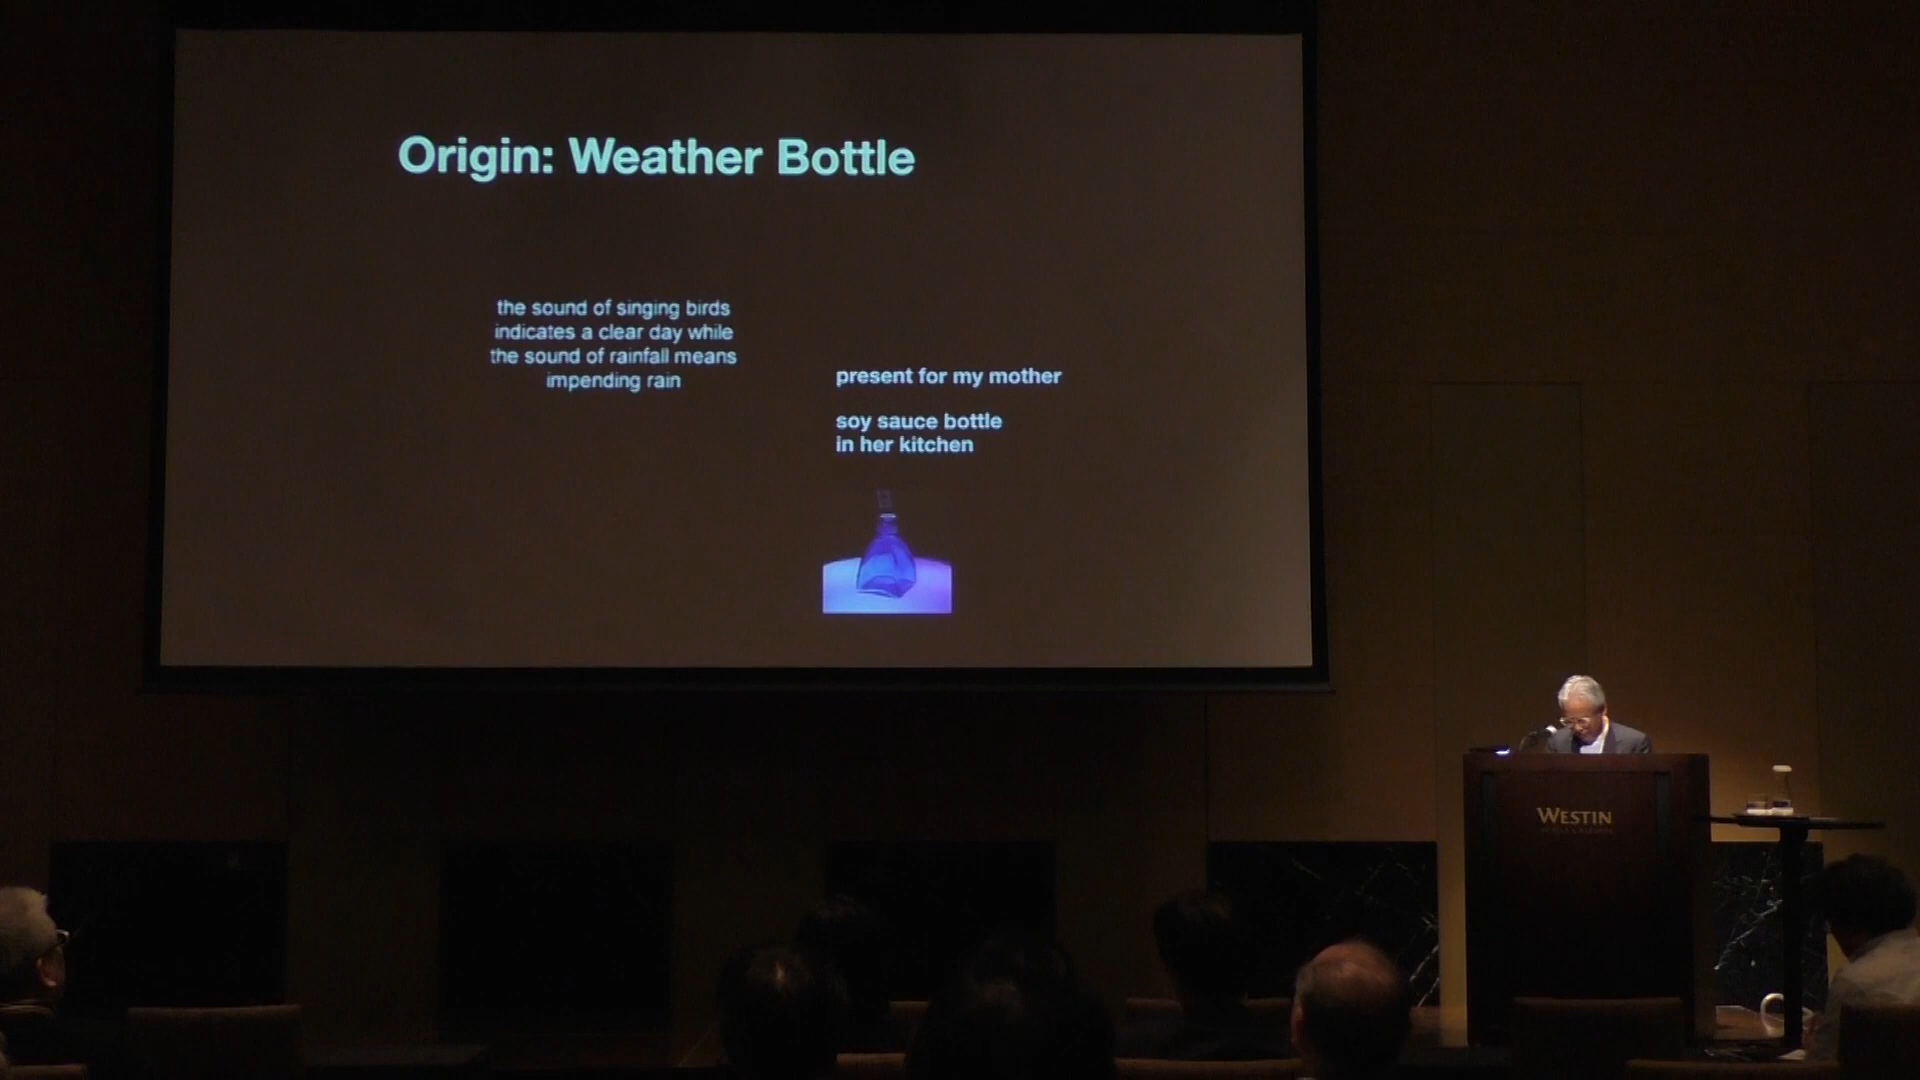 Origin: Weather Bottle
the sound of singing birds
indicates a clear day while
the sound of rainfall means
impending rain
present for my mother
soy sauce bottle
in her kitchen
WESTIN